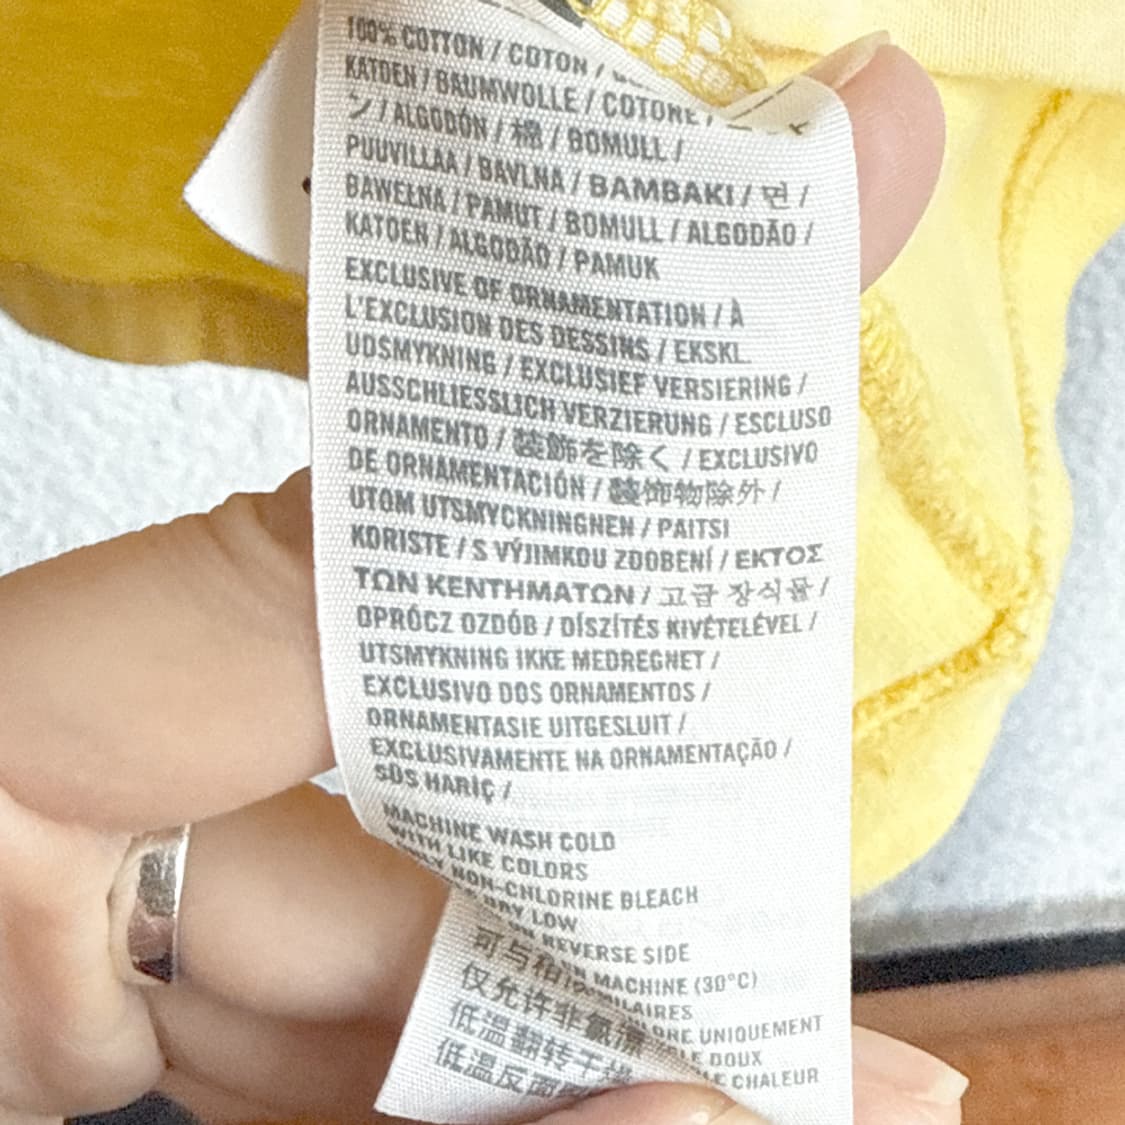 100% COTTON / COTON /
KATOEN / BAUMWOLLE / COTONE /
ン / ALGODÓN / 棉 / BOMULL /
PUUVILLAA / BAVLNA / BAMBAKI / 면 /
BAWEŁNA / PAMUT / BOMULL / ALGODÃO /
KATOEN / ALGODÃO / PAMUK
EXCLUSIVE OF ORNAMENTATION / À
L'EXCLUSION DES DESSINS / EKSKL.
UDSMYKNING / EXCLUSIEF VERSIERING /
AUSSCHLIESSLICH VERZIERUNG / ESCLUSO
ORNAMENTO / 装飾を除く / EXCLUSIVO
DE ORNAMENTACIÓN / 装饰物除外 /
UTOM UTSMYCKNINGNEN / PAITSI
KORISTE / S VÝJIMKOU ZDOBENÍ / ΕΚΤΟΣ
ΤΩΝ ΚΕΝΤΗΜΑΤΩΝ / 고급 장식물 /
OPRÓCZ OZDÓB / DÍSZÍTÉS KIVÉTELÉVEL /
UTSMYKNING IKKE MEDREGNET /
EXCLUSIVO DOS ORNAMENTOS /
ORNAMENTASIE UITGESLUIT /
EXCLUSIVAMENTE NA ORNAMENTAÇÃO /
SÜS HARIÇ /
MACHINE WASH COLD
WITH LIKE COLORS
NON-CHLORINE BLEACH
DRY LOW
REVERSE SIDE
MACHINE (30°C)
UNIQUEMENT
DOUX
CHALEUR
可与相
仅允许非氯漂
低温翻转干燥
低温反面